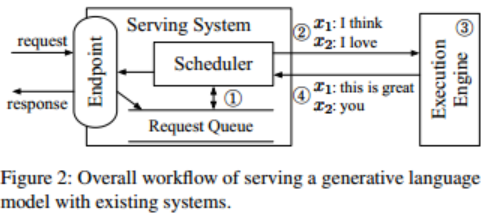 Serving System
request
response
Endpoint
Scheduler
①
Request Queue
② x₁: I think
x₂: I love
④ x₁: this is great
x₂: you
③
Execution
Engine
Figure 2: Overall workflow of serving a generative language
model with existing systems.